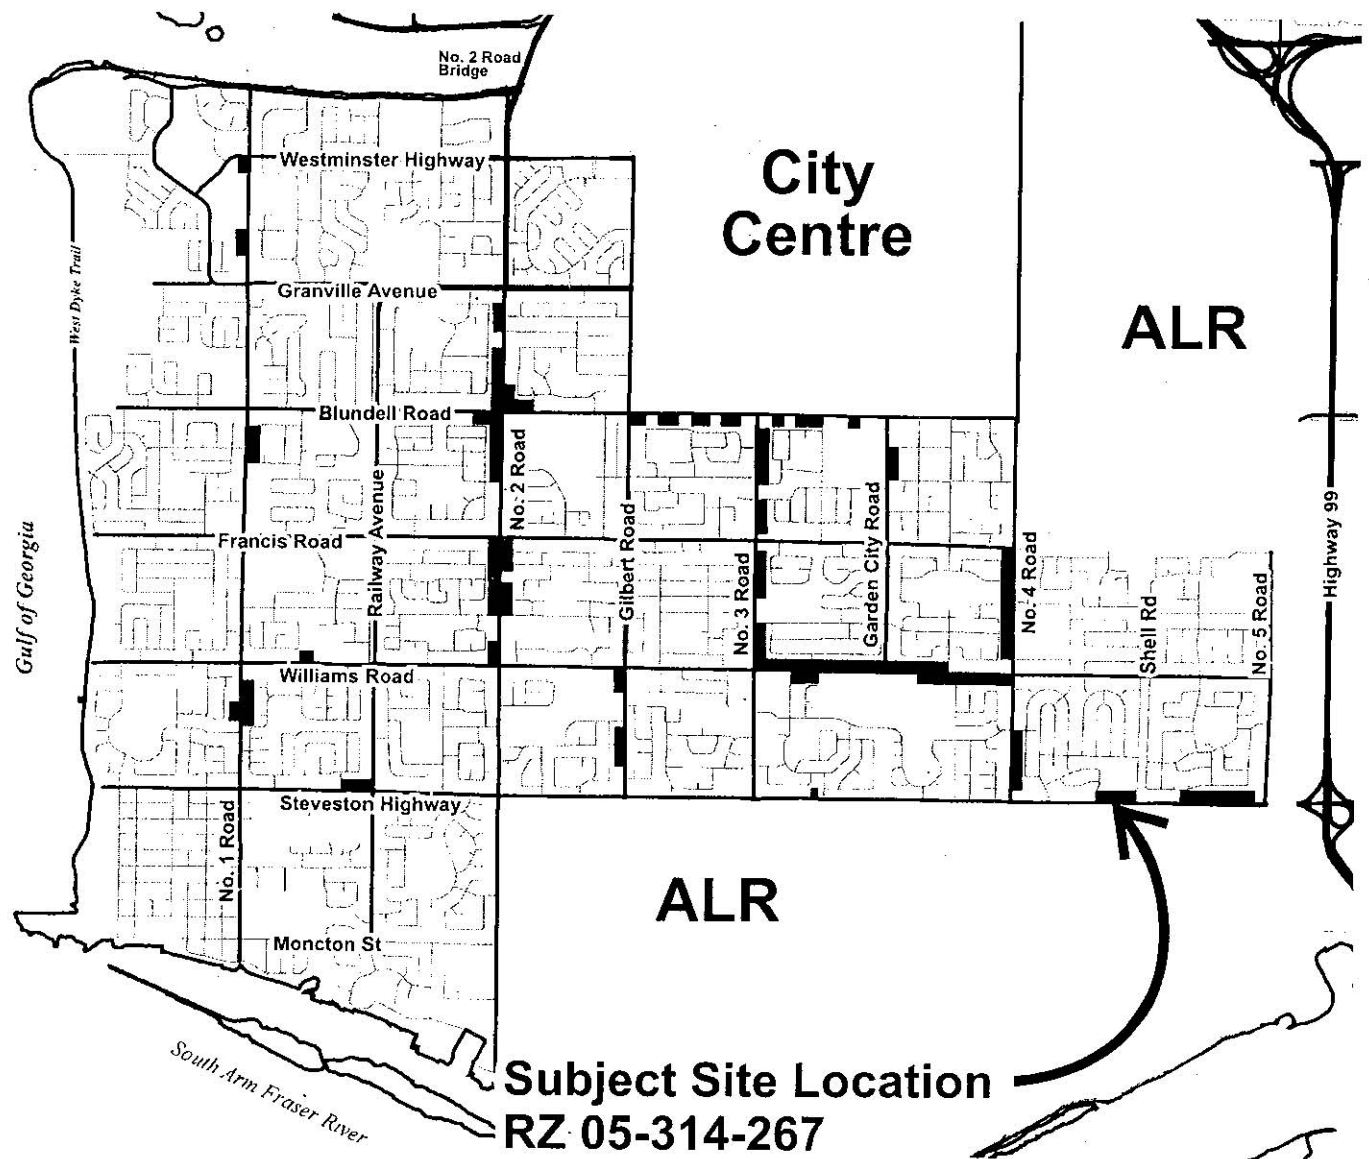 No. 2 Road
Bridge
Westminster Highway
City
Centre
West Dyke Trail
Granville Avenue
ALR
Blundell Road
No. 2 Road
Railway Avenue
Gilbert Road
Garden City Road
Highway 99
Gulf of Georgia
Francis Road
No. 3 Road
No. 4 Road
Shell Rd
No. 5 Road
Williams Road
Steveston Highway
No. 1 Road
ALR
Moncton St
South Arm Fraser River
Subject Site Location
RZ 05-314-267